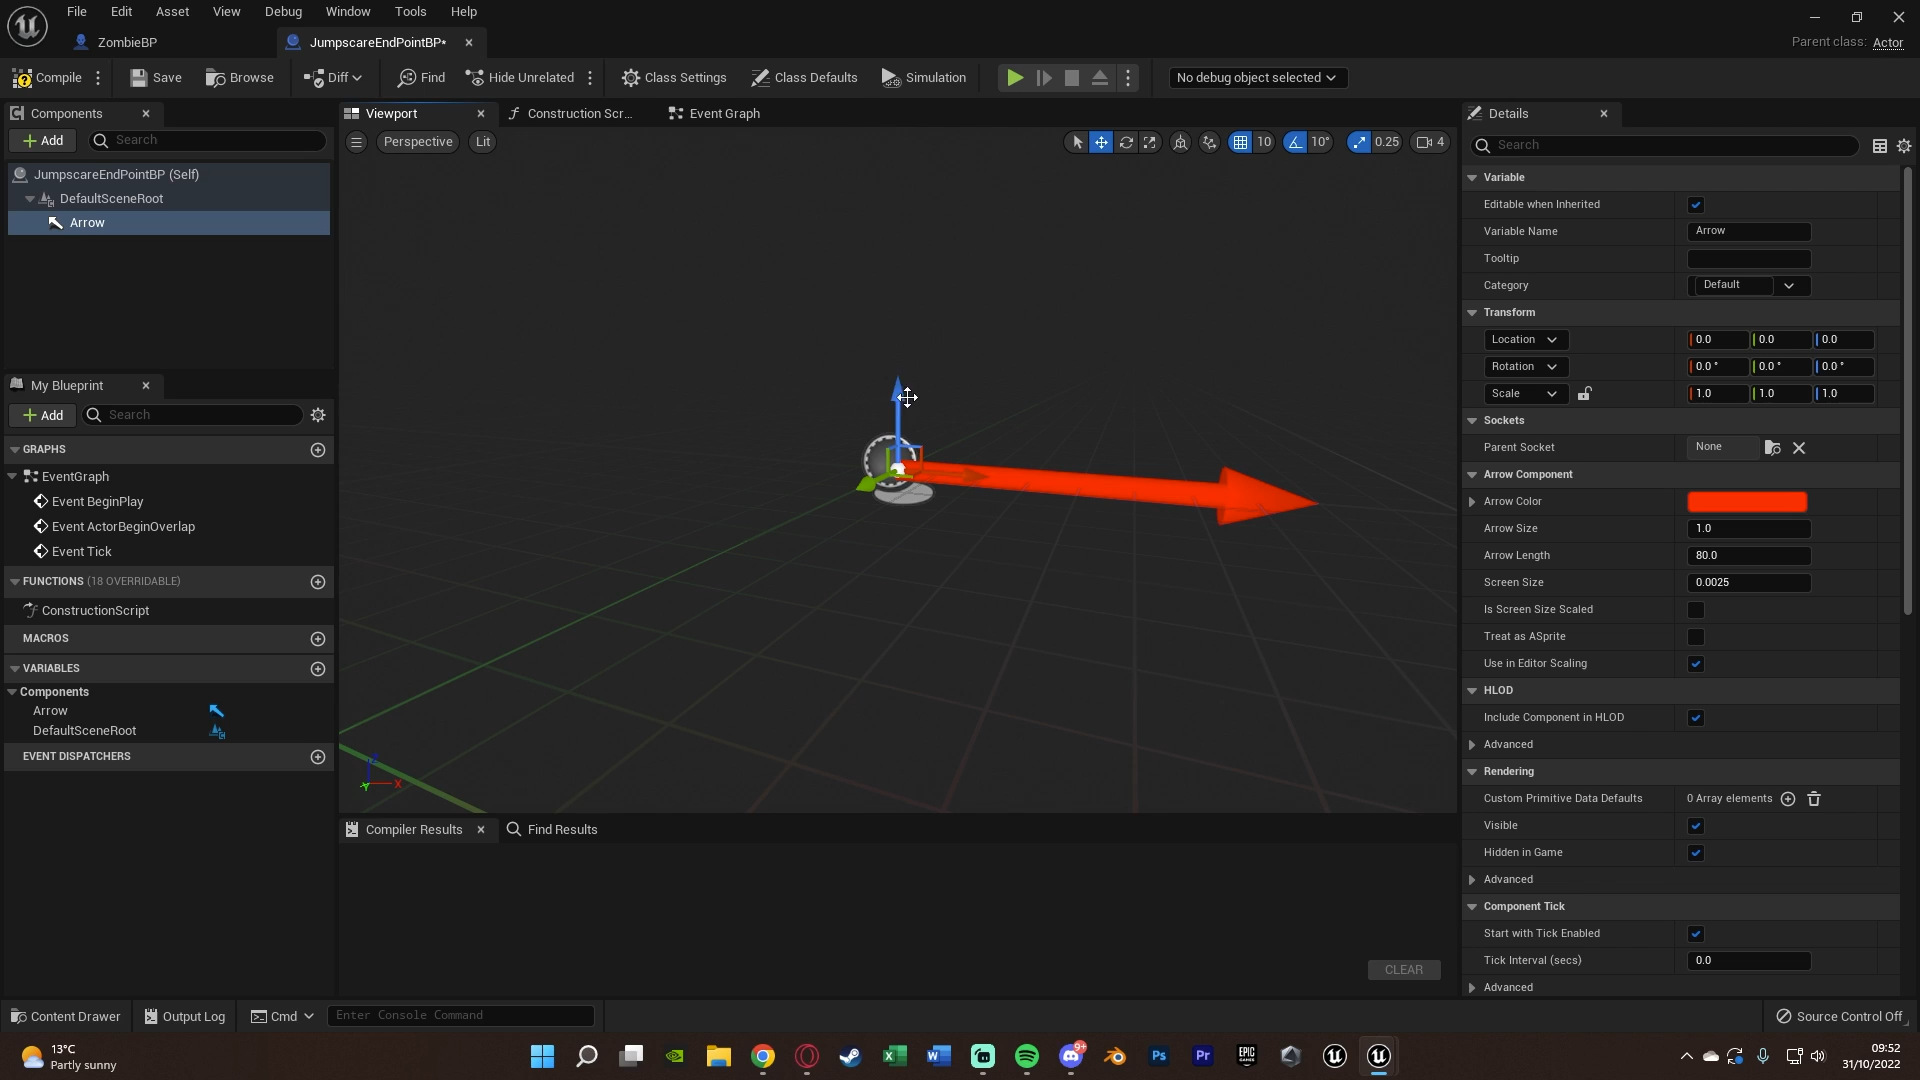 File Edit Asset View Debug Window Tools Help
ZombieBP
JumpscareEndPointBP*
Parent class: Actor
Compile
Save
Browse
Diff
Find
Hide Unrelated
Class Settings
Class Defaults
Simulation
No debug object selected
Components
Add
Search
JumpscareEndPointBP (Self)
DefaultSceneRoot
Arrow
My Blueprint
Add
Search
GRAPHS
EventGraph
Event BeginPlay
Event ActorBeginOverlap
Event Tick
FUNCTIONS (18 OVERRIDABLE)
ConstructionScript
MACROS
VARIABLES
Components
Arrow
DefaultSceneRoot
EVENT DISPATCHERS
Viewport
Construction Scr...
Event Graph
Perspective
Lit
10
10°
0.25
4
Z
X
Y
Compiler Results
Find Results
CLEAR
Details
Search
Variable
Editable when Inherited
Variable Name Arrow
Tooltip
Category Default
Transform
Location 0.0 0.0 0.0
Rotation 0.0 ° 0.0 ° 0.0 °
Scale 1.0 1.0 1.0
Sockets
Parent Socket None
Arrow Component
Arrow Color
Arrow Size 1.0
Arrow Length 80.0
Screen Size 0.0025
Is Screen Size Scaled
Treat as ASprite
Use in Editor Scaling
HLOD
Include Component in HLOD
Advanced
Rendering
Custom Primitive Data Defaults 0 Array elements
Visible
Hidden in Game
Advanced
Component Tick
Start with Tick Enabled
Tick Interval (secs) 0.0
Advanced
Content Drawer
Output Log
Cmd
Enter Console Command
Source Control Off
13°C
Partly sunny
9+
Ps
Pr
EPIC
09:52
31/10/2022